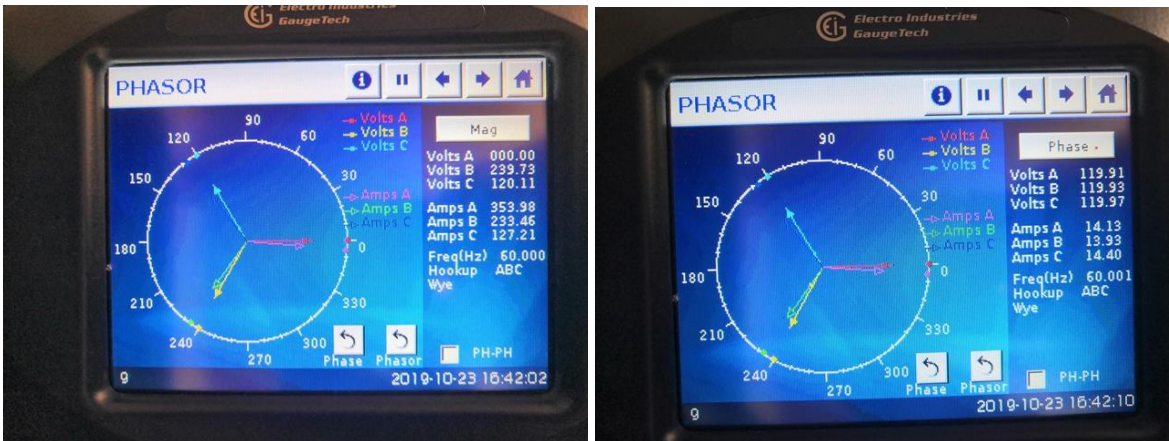 Electro Industries
GaugeTech
PHASOR
90
120
60
150
30
180
0
210
330
240
300
270
Volts A
Volts B
Volts C
Amps A
Amps B
Amps C
Mag
Volts A 000.00
Volts B 239.73
Volts C 120.11
Amps A 353.98
Amps B 233.46
Amps C 127.21
Freq(Hz) 60.000
Hookup ABC
Wye
Phase
Phasor
PH-PH
9
2019-10-23 16:42:02
EIG
Electro Industries
GaugeTech
PHASOR
90
120
60
150
30
180
0
210
330
240
300
270
Volts A
Volts B
Volts C
Amps A
Amps B
Amps C
Phase
Volts A 119.91
Volts B 119.93
Volts C 119.97
Amps A 14.13
Amps B 13.93
Amps C 14.40
Freq(Hz) 60.001
Hookup ABC
Wye
Phase
Phasor
PH-PH
9
2019-10-23 16:42:10